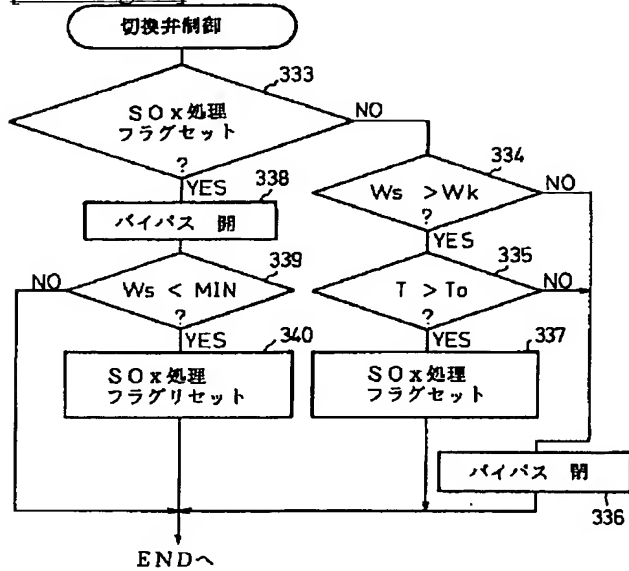 切換弁制御
333
SOx処理
フラグセット
?
NO
YES
334
Ws >Wk
?
NO
YES
338
バイパス 開
339
NO
Ws < MIN
?
YES
335
T > To
?
NO
YES
340
SOx処理
フラグリセット
337
SOx処理
フラグセット
バイパス 閉
336
ENDへ